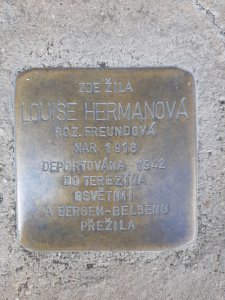 ZDE ŽILA
LOUISE HERMANOVÁ
ROZ. FREUNDOVÁ
NAR. 1918
DEPORTOVÁNA 1942
DO TEREZÍNA
OSVĚTIMI
A BERGEN-BELSENU
PŘEŽILA